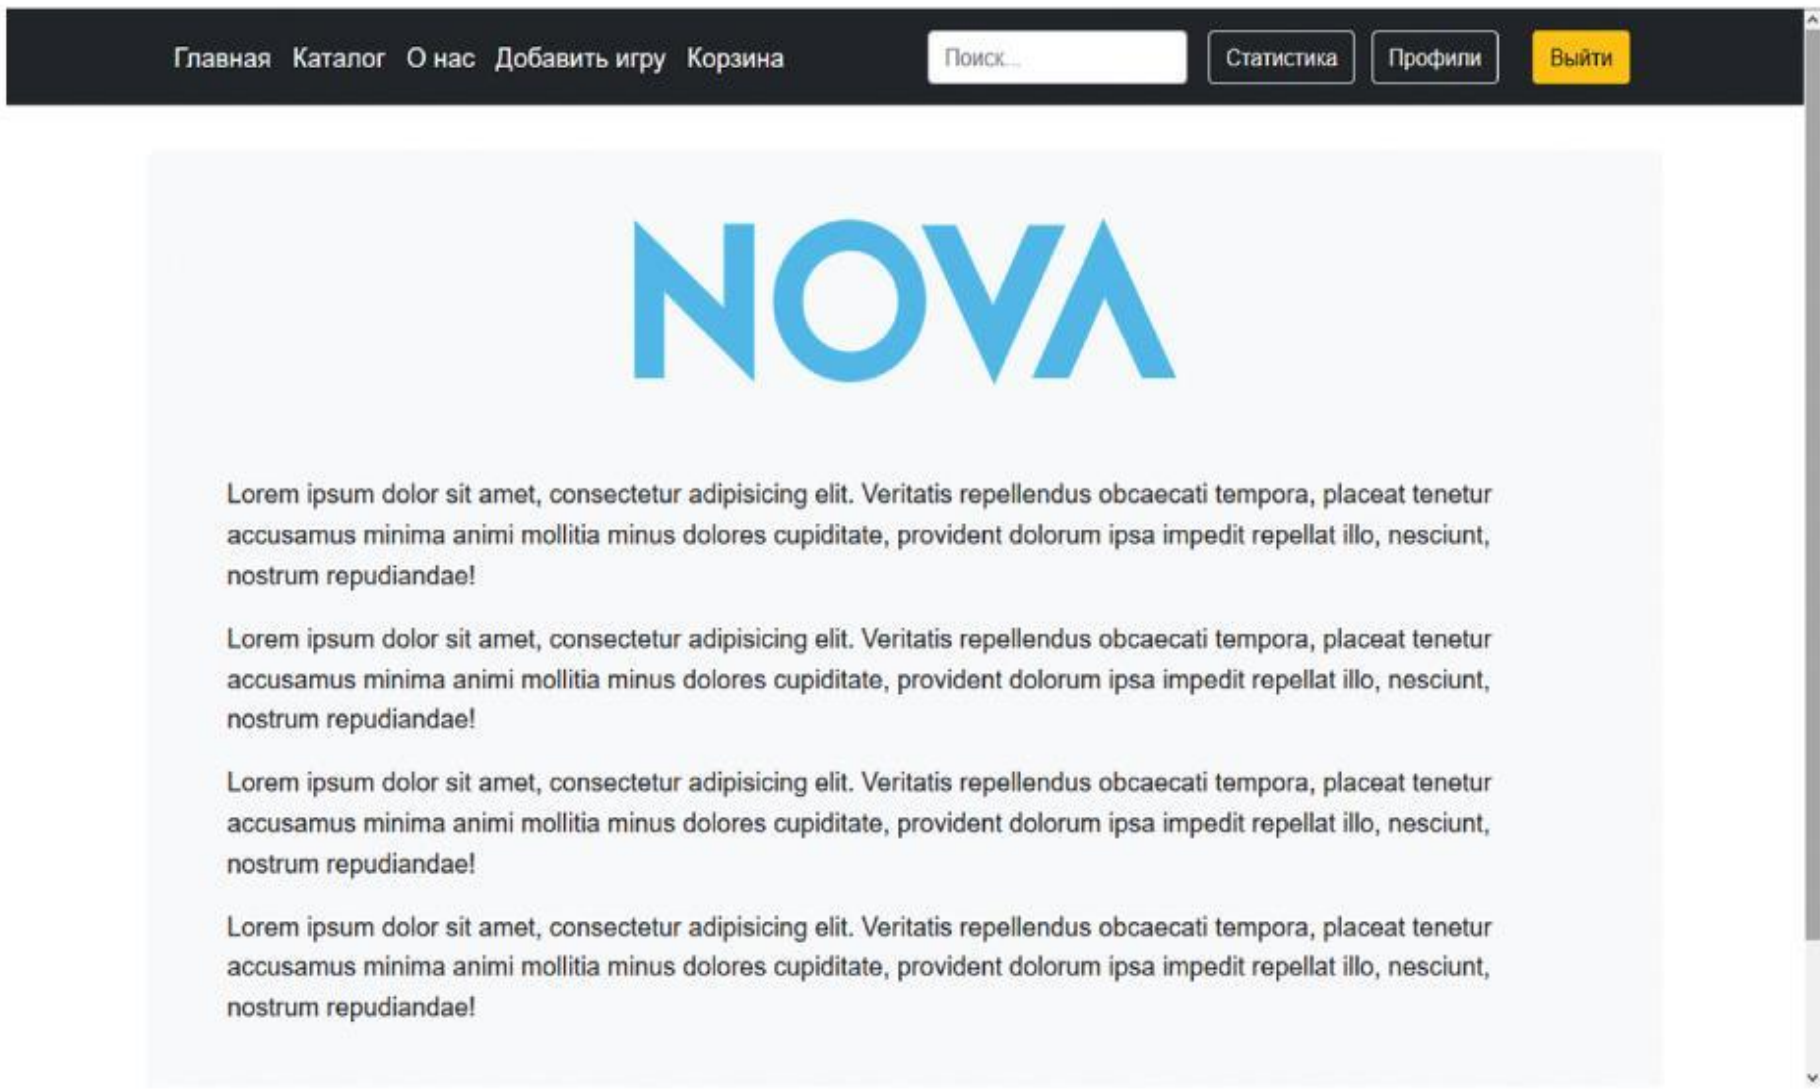 Главная Каталог О нас Добавить игру Корзина Поиск... Статистика Профили Выйти
NOVA
Lorem ipsum dolor sit amet, consectetur adipisicing elit. Veritatis repellendus obcaecati tempora, placeat tenetur
accusamus minima animi mollitia minus dolores cupiditate, provident dolorum ipsa impedit repellat illo, nesciunt,
nostrum repudiandae!
Lorem ipsum dolor sit amet, consectetur adipisicing elit. Veritatis repellendus obcaecati tempora, placeat tenetur
accusamus minima animi mollitia minus dolores cupiditate, provident dolorum ipsa impedit repellat illo, nesciunt,
nostrum repudiandae!
Lorem ipsum dolor sit amet, consectetur adipisicing elit. Veritatis repellendus obcaecati tempora, placeat tenetur
accusamus minima animi mollitia minus dolores cupiditate, provident dolorum ipsa impedit repellat illo, nesciunt,
nostrum repudiandae!
Lorem ipsum dolor sit amet, consectetur adipisicing elit. Veritatis repellendus obcaecati tempora, placeat tenetur
accusamus minima animi mollitia minus dolores cupiditate, provident dolorum ipsa impedit repellat illo, nesciunt,
nostrum repudiandae!